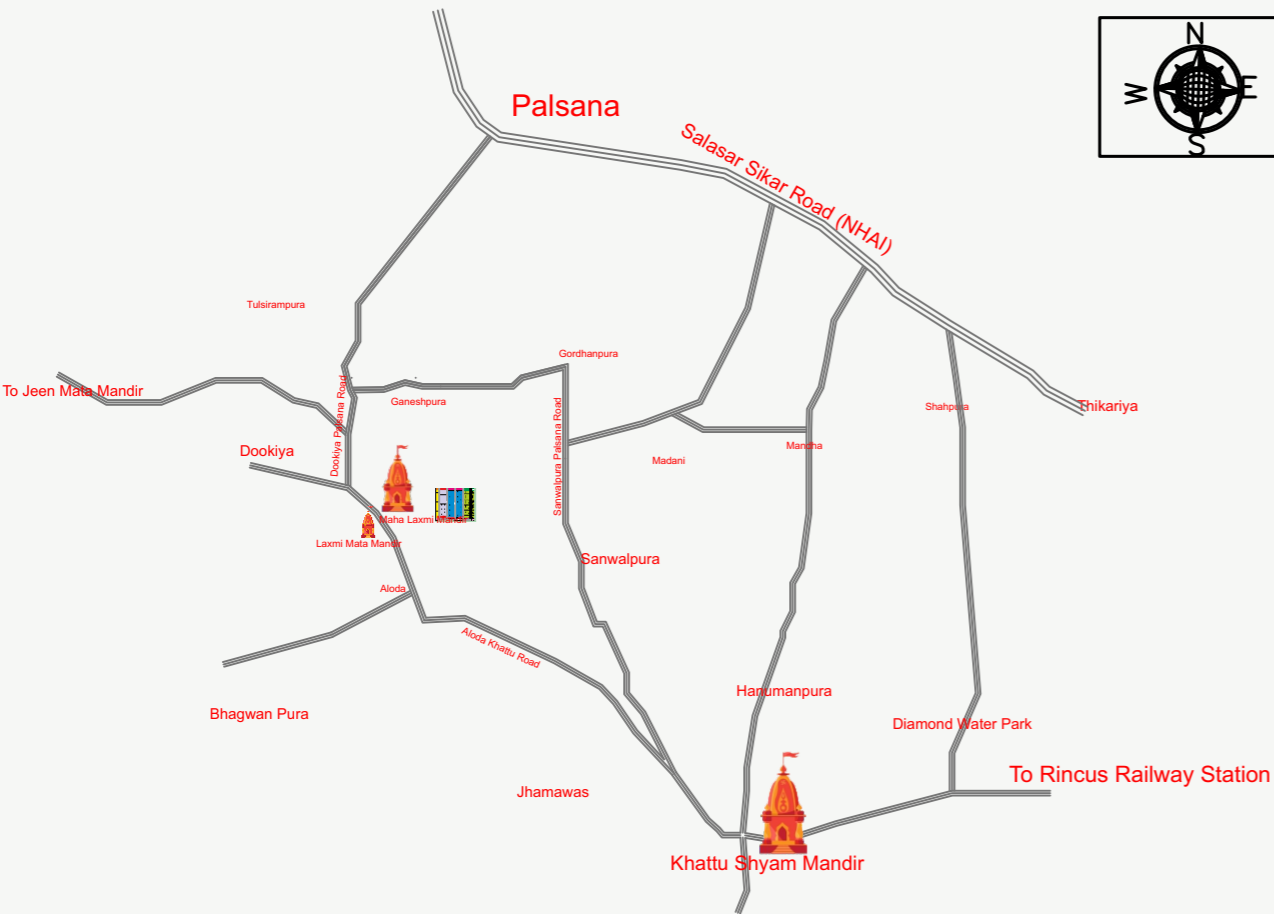 N
W
E
S
Palsana
Salasar Sikar Road (NHAI)
Tulsirampura
Gordhanpura
To Jeen Mata Mandir
Ganeshpura
Dookiya Palsana Road
Sanwalpura Palsana Road
Shahpura
Thikariya
Dookiya
Madani
Mandha
Maha Laxmi Mandir
Laxmi Mata Mandir
Sanwalpura
Aloda
Aloda Khattu Road
Hanumanpura
Bhagwan Pura
Diamond Water Park
To Rincus Railway Station
Jhamawas
Khattu Shyam Mandir